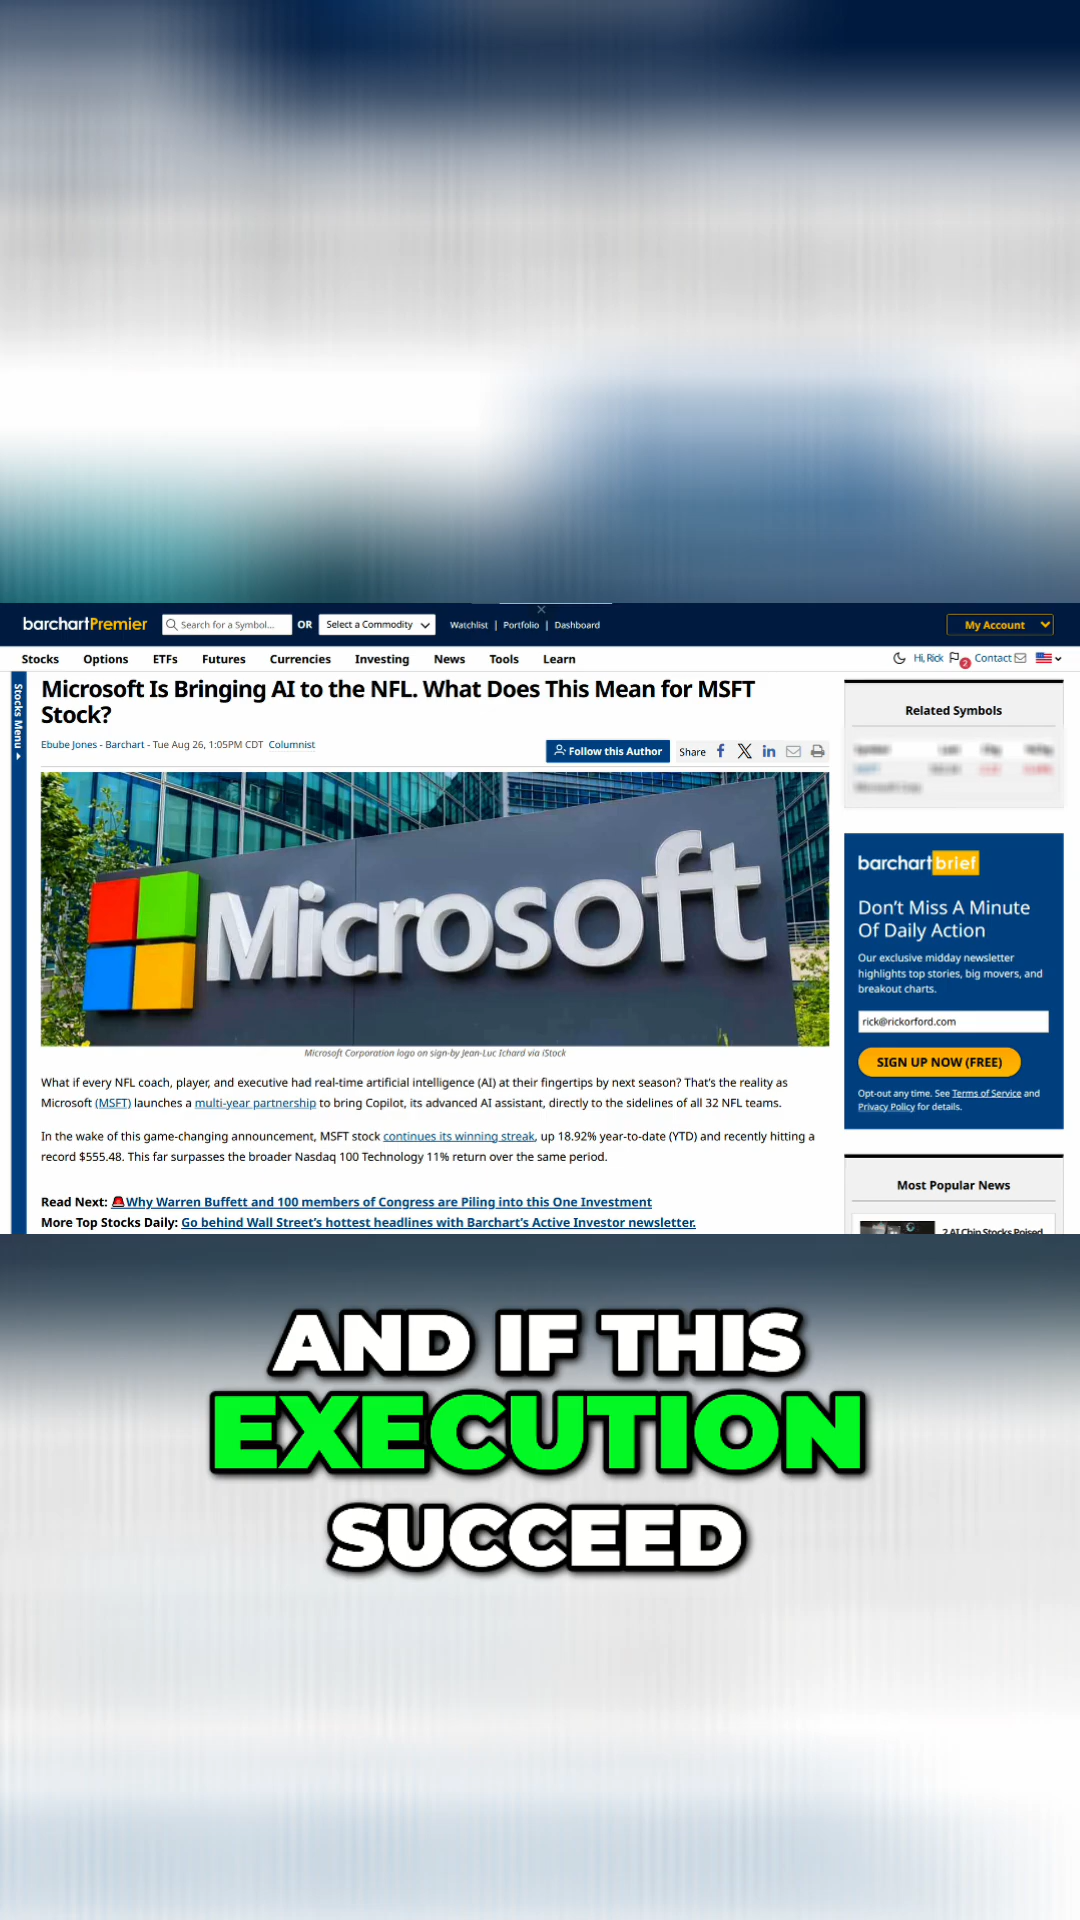 barchartPremier
Search for a Symbol...
OR
Select a Commodity
Watchlist | Portfolio | Dashboard
My Account
Stocks Options ETFs Futures Currencies Investing News Tools Learn
Hi, Rick
2
Contact
Stocks Menu
Microsoft Is Bringing AI to the NFL. What Does This Mean for MSFT
Stock?
Ebube Jones - Barchart - Tue Aug 26, 1:05PM CDT Columnist
Follow this Author
Share
Microsoft
Microsoft Corporation logo on sign-by Jean-Luc Ichard via iStock
What if every NFL coach, player, and executive had real-time artificial intelligence (AI) at their fingertips by next season? That's the reality as
Microsoft (MSFT) launches a multi-year partnership to bring Copilot, its advanced AI assistant, directly to the sidelines of all 32 NFL teams.
In the wake of this game-changing announcement, MSFT stock continues its winning streak, up 18.92% year-to-date (YTD) and recently hitting a
record $555.48. This far surpasses the broader Nasdaq 100 Technology 11% return over the same period.
Read Next: 🚨Why Warren Buffett and 100 members of Congress are Piling into this One Investment
More Top Stocks Daily: Go behind Wall Street's hottest headlines with Barchart's Active Investor newsletter.
Related Symbols
barchart brief
Don't Miss A Minute
Of Daily Action
Our exclusive midday newsletter
highlights top stories, big movers, and
breakout charts.
rick@rickorford.com
SIGN UP NOW (FREE)
Opt-out any time. See Terms of Service and
Privacy Policy for details.
Most Popular News
2 AI Chip Stocks Poised
AND IF THIS
EXECUTION
SUCCEED